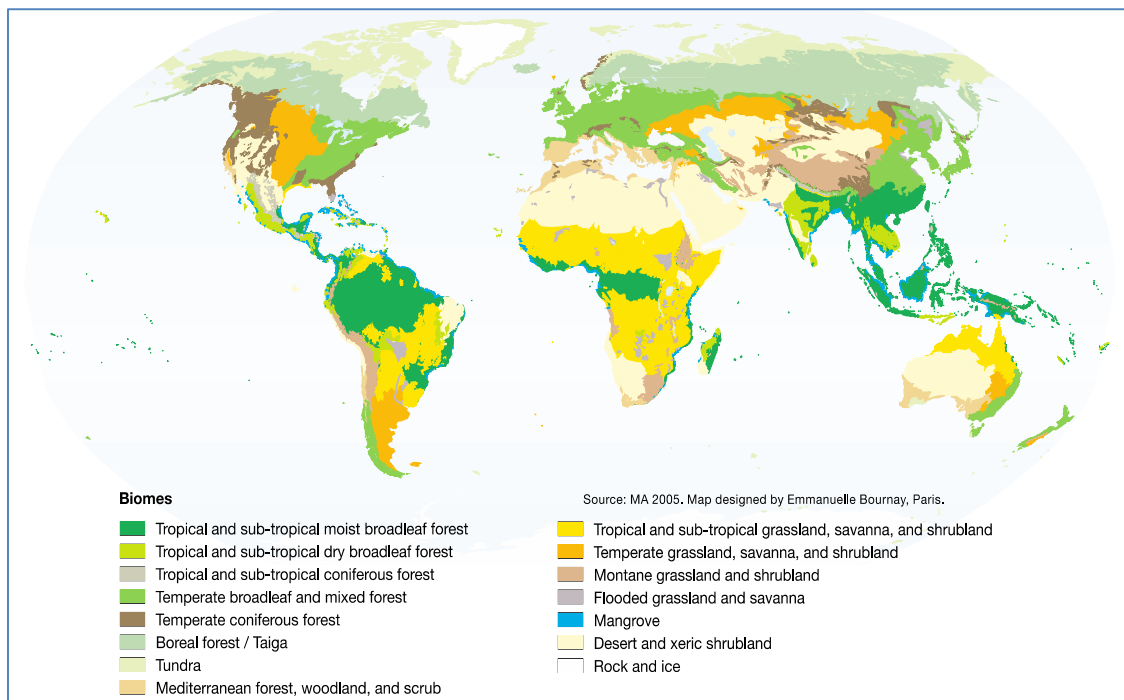 Biomes
Tropical and sub-tropical moist broadleaf forest
Tropical and sub-tropical dry broadleaf forest
Tropical and sub-tropical coniferous forest
Temperate broadleaf and mixed forest
Temperate coniferous forest
Boreal forest / Taiga
Tundra
Mediterranean forest, woodland, and scrub
Source: MA 2005. Map designed by Emmanuelle Bournay, Paris.
Tropical and sub-tropical grassland, savanna, and shrubland
Temperate grassland, savanna, and shrubland
Montane grassland and shrubland
Flooded grassland and savanna
Mangrove
Desert and xeric shrubland
Rock and ice